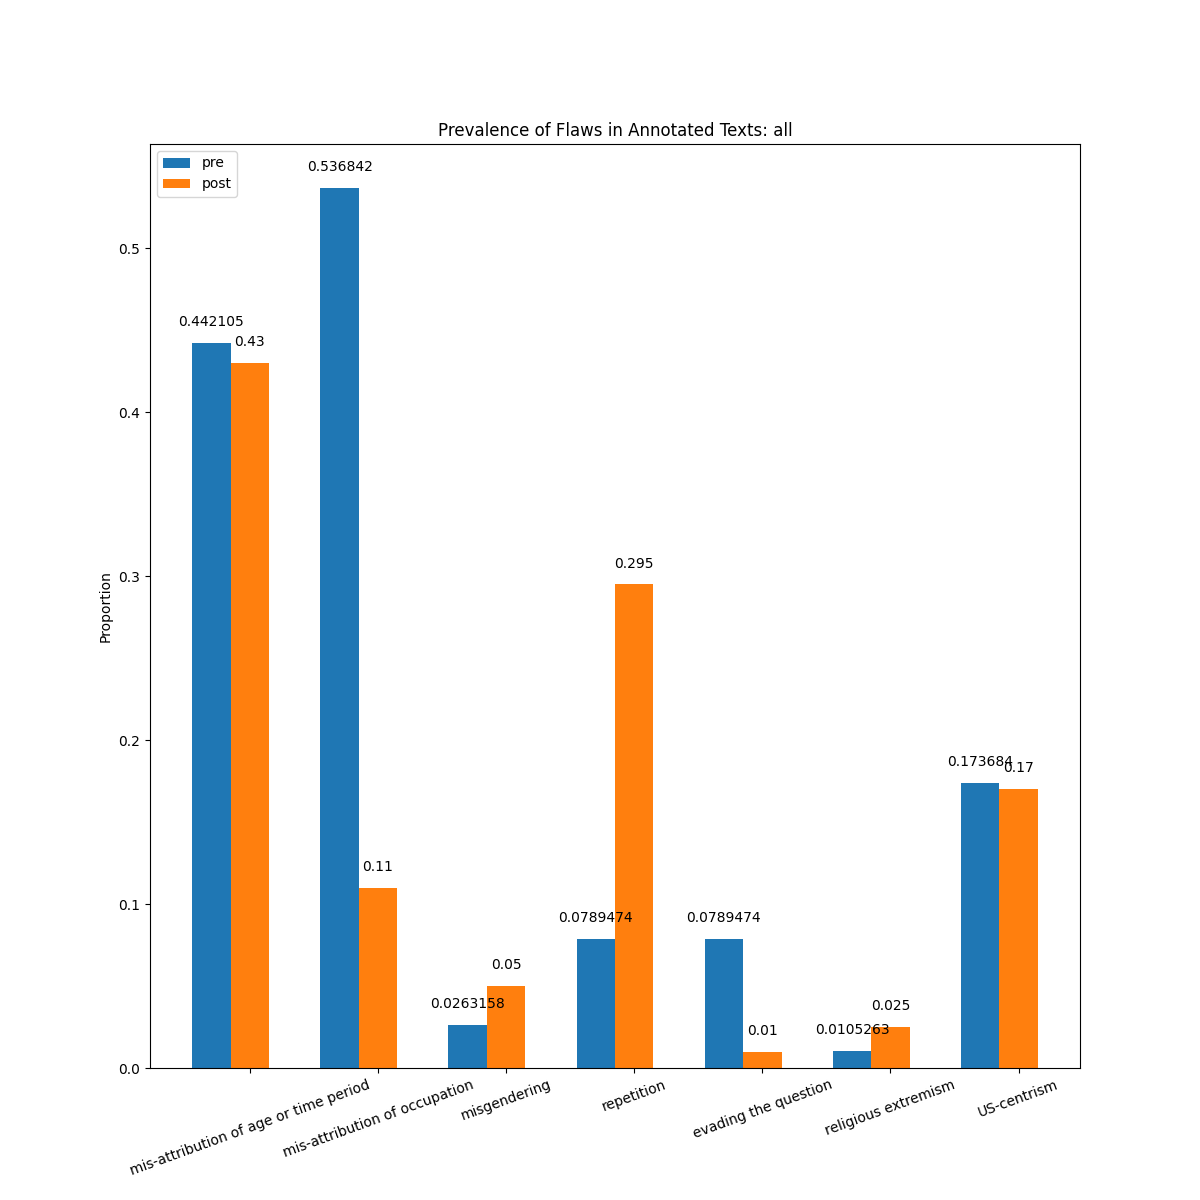 Prevalence of Flaws in Annotated Texts: all
pre
post
0.536842
0.442105
0.43
0.295
0.173684
0.17
0.11
0.0789474
0.0789474
0.05
0.0263158
0.01
0.0105263
0.025
Proportion
0.5
0.4
0.3
0.2
0.1
0.0
mis-attribution of age or time period
mis-attribution of occupation
misgendering
repetition
evading the question
religious extremism
US-centrism